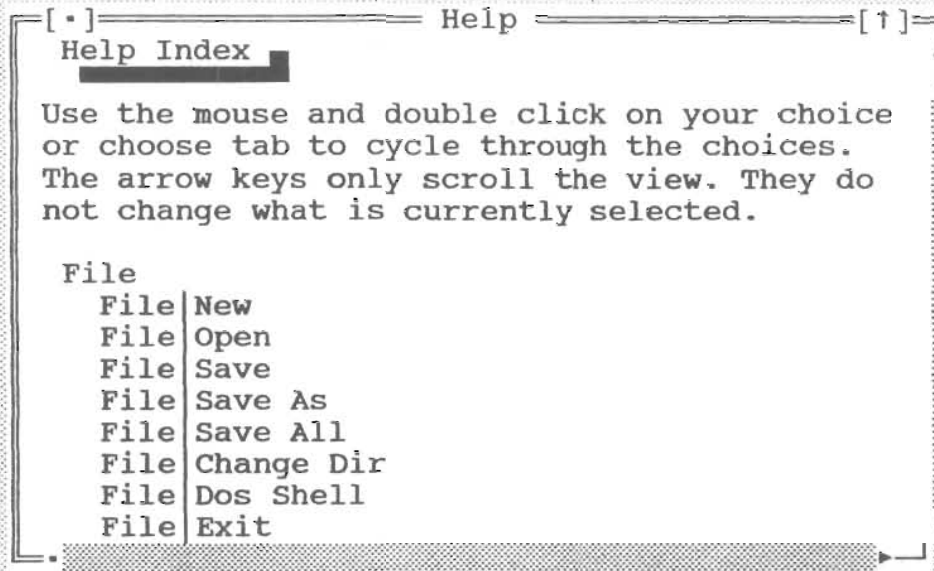 [▪] Help [↑]
Help Index
Use the mouse and double click on your choice
or choose tab to cycle through the choices.
The arrow keys only scroll the view. They do
not change what is currently selected.
File
File|New
File|Open
File|Save
File|Save As
File|Save All
File|Change Dir
File|Dos Shell
File|Exit